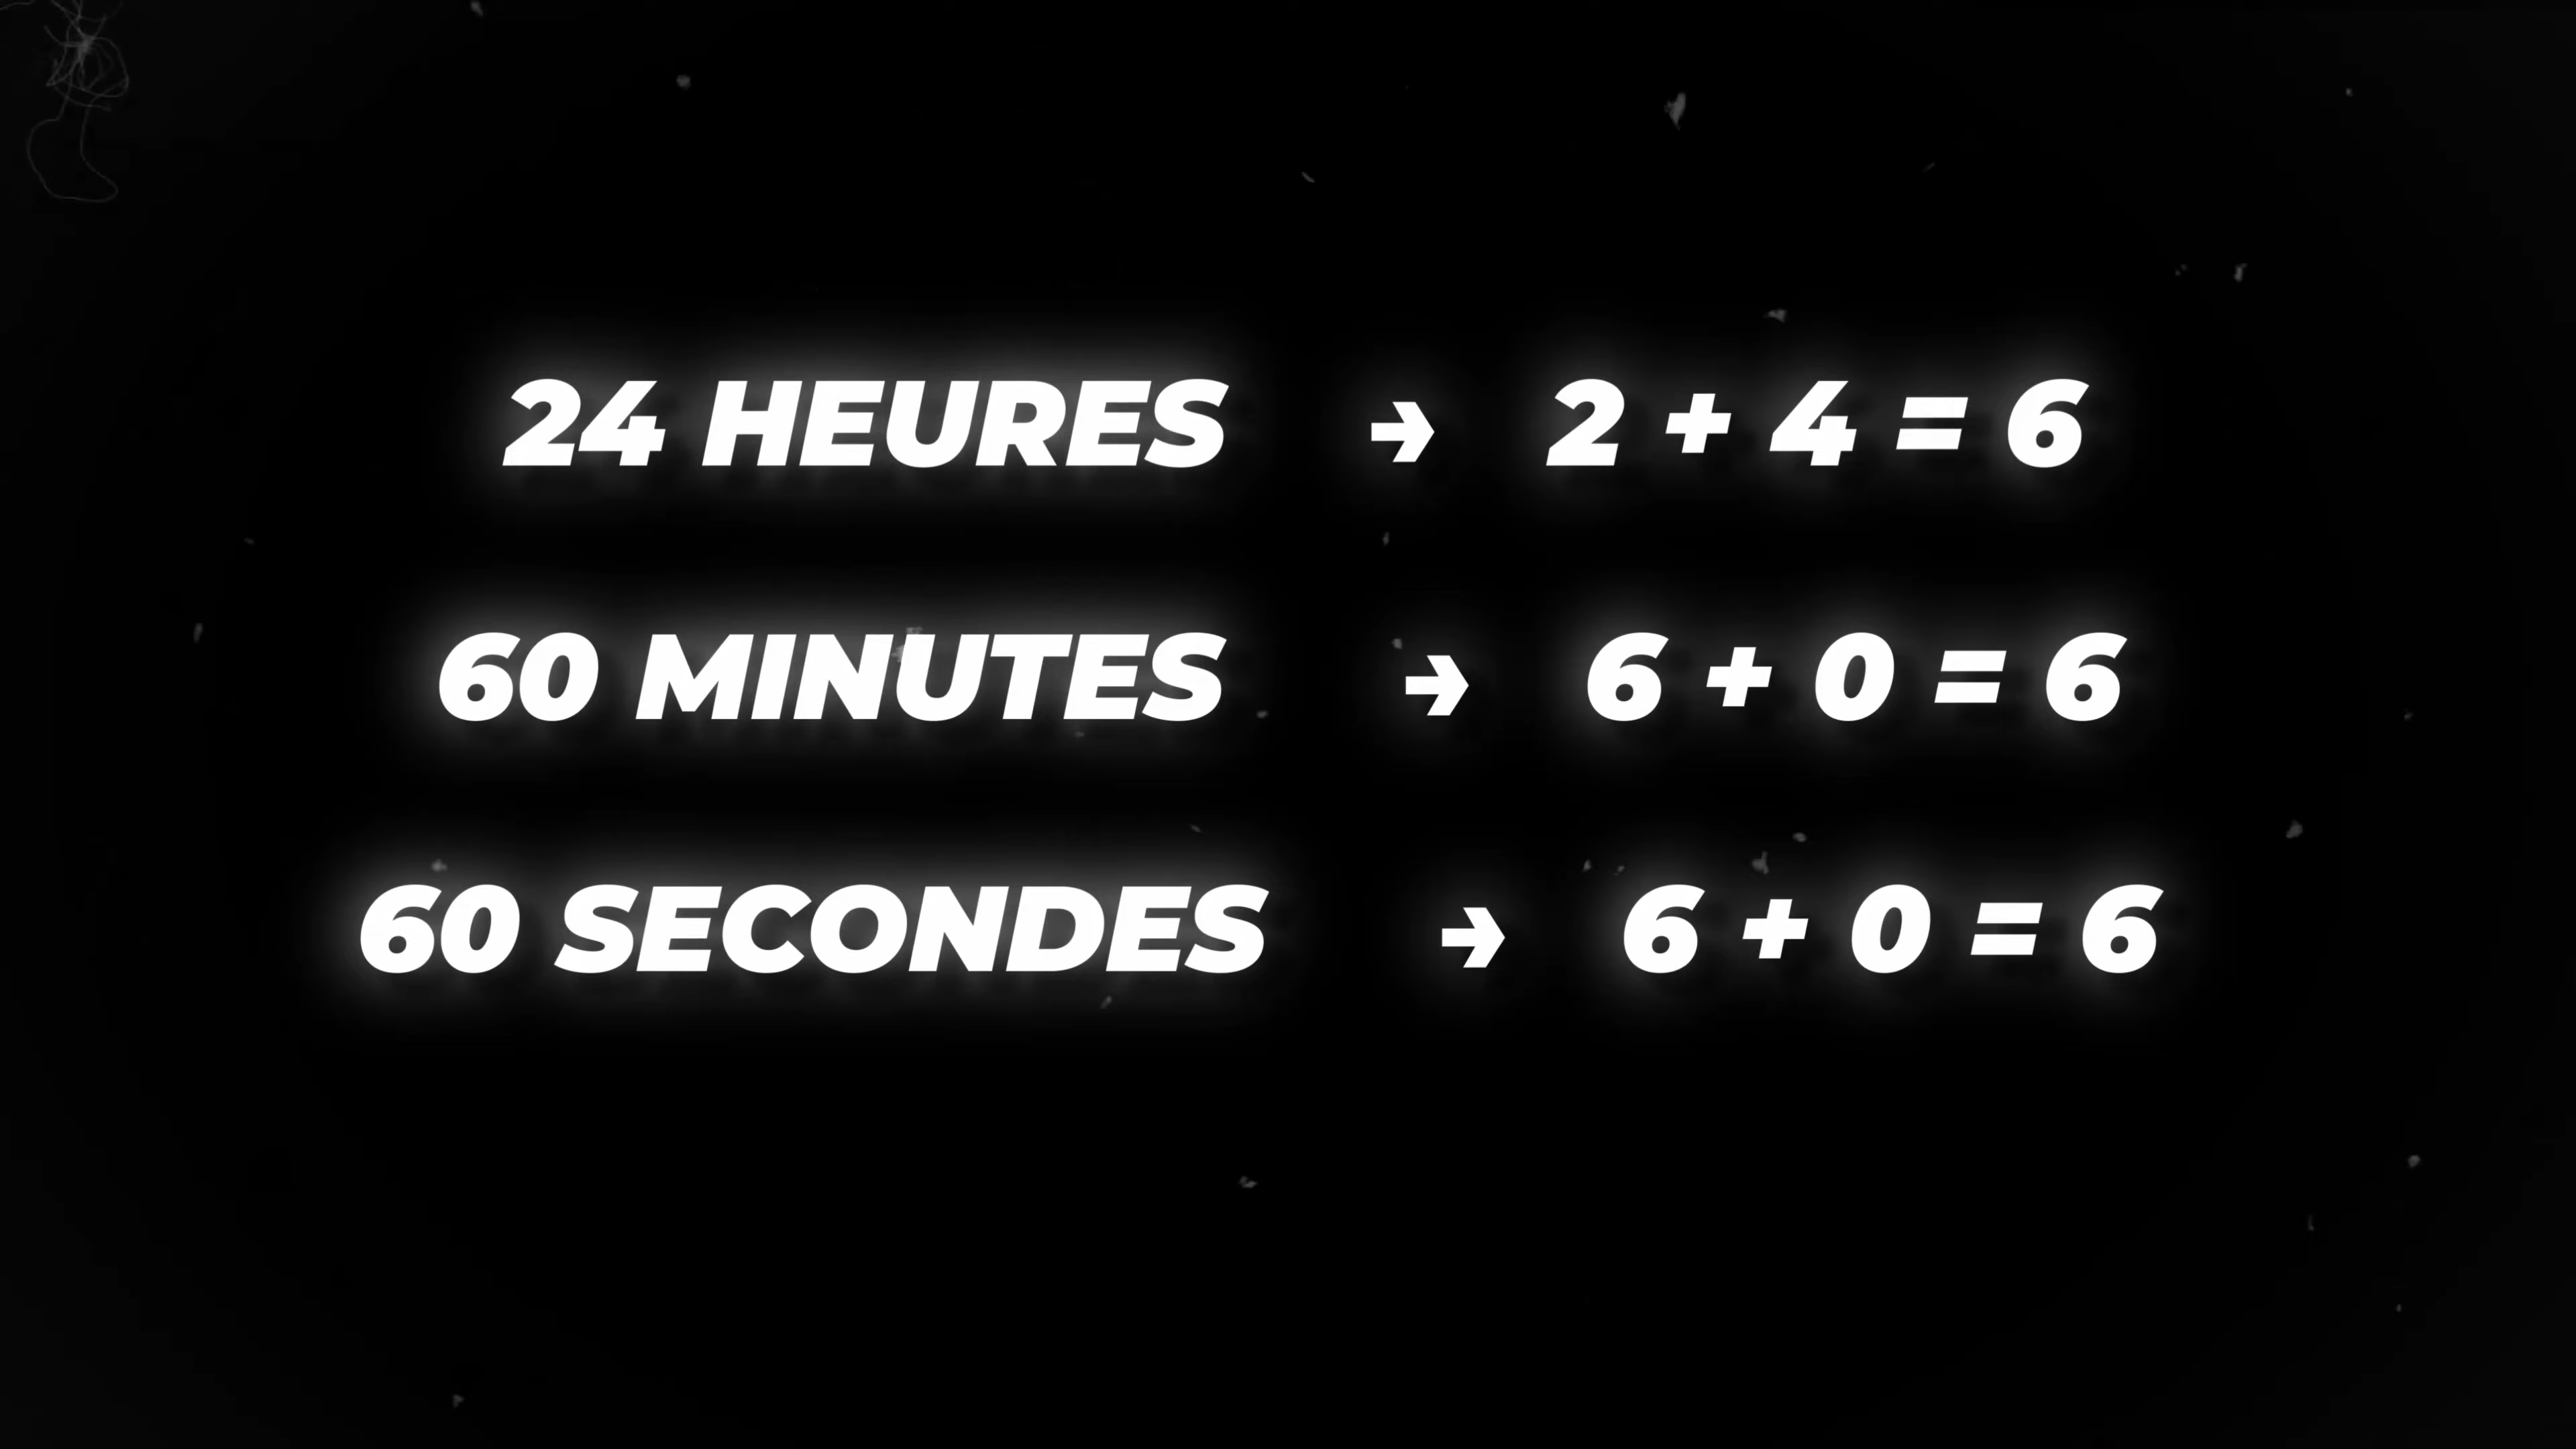 24 HEURES → 2 + 4 = 6
60 MINUTES → 6 + 0 = 6
60 SECONDES → 6 + 0 = 6